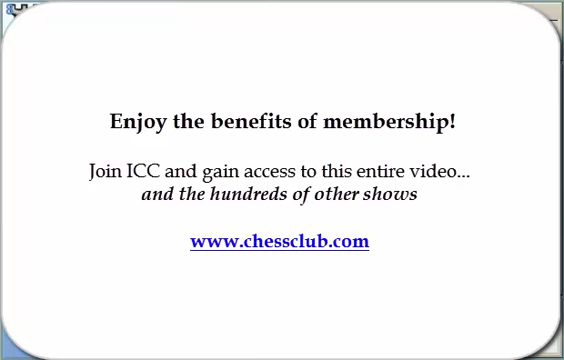 Enjoy the benefits of membership!
Join ICC and gain access to this entire video...
and the hundreds of other shows
www.chessclub.com